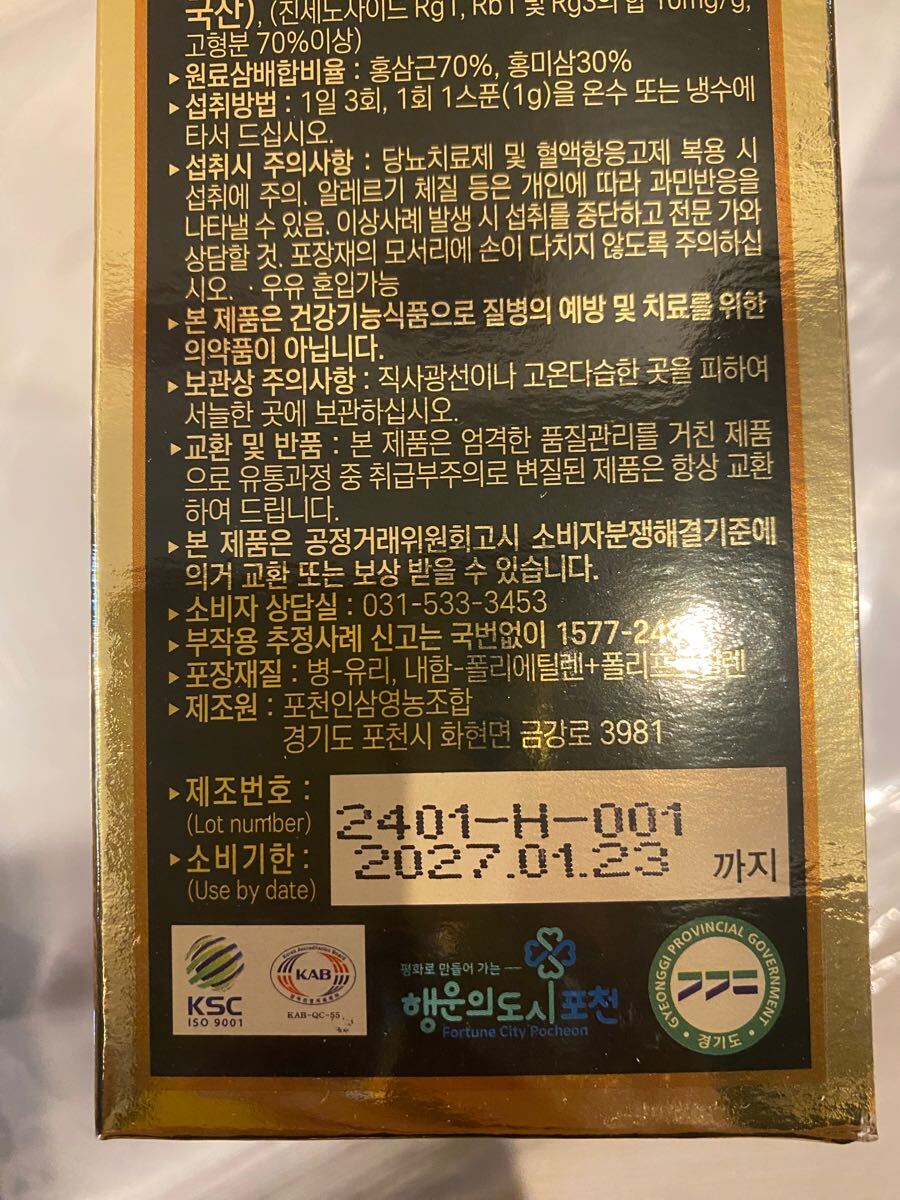 국산), (진세노사이드 Rg1, Rb1 및 Rg3의 합 10mg/g,
고형분 70%이상)
▸원료삼배합비율 : 홍삼근70%, 홍미삼30%
▸섭취방법 : 1일 3회, 1회 1스푼(1g)을 온수 또는 냉수에
타서 드십시오.
▸섭취시 주의사항 : 당뇨치료제 및 혈액항응고제 복용 시
섭취에 주의. 알레르기 체질 등은 개인에 따라 과민반응을
나타낼 수 있음. 이상사례 발생 시 섭취를 중단하고 전문 가와
상담할 것. 포장재의 모서리에 손이 다치지 않도록 주의하십
시오. · 우유 혼입가능
▸본 제품은 건강기능식품으로 질병의 예방 및 치료를 위한
의약품이 아닙니다.
▸보관상 주의사항 : 직사광선이나 고온다습한 곳을 피하여
서늘한 곳에 보관하십시오.
▸교환 및 반품 : 본 제품은 엄격한 품질관리를 거친 제품
으로 유통과정 중 취급부주의로 변질된 제품은 항상 교환
하여 드립니다.
▸본 제품은 공정거래위원회고시 소비자분쟁해결기준에
의거 교환 또는 보상 받을 수 있습니다.
▸소비자 상담실 : 031-533-3453
▸부작용 추정사례 신고는 국번없이
▸포장재질 : 병-유리, 내함-폴리에틸렌+폴리프로필렌
▸제조원 : 포천인삼영농조합
경기도 포천시 화현면 금강로 3981
▸제조번호 : 2401-H-001
(Lot number)
▸소비기한 : 2027.01.23 까지
(Use by date)
KSC
ISO 9001
Korea Accreditation Board
KAB
KAB-QC-55
평화로 만들어 가는
행운의도시 포천
Fortune City Pocheon
GYEONGGI PROVINCIAL GOVERNMENT
경기도